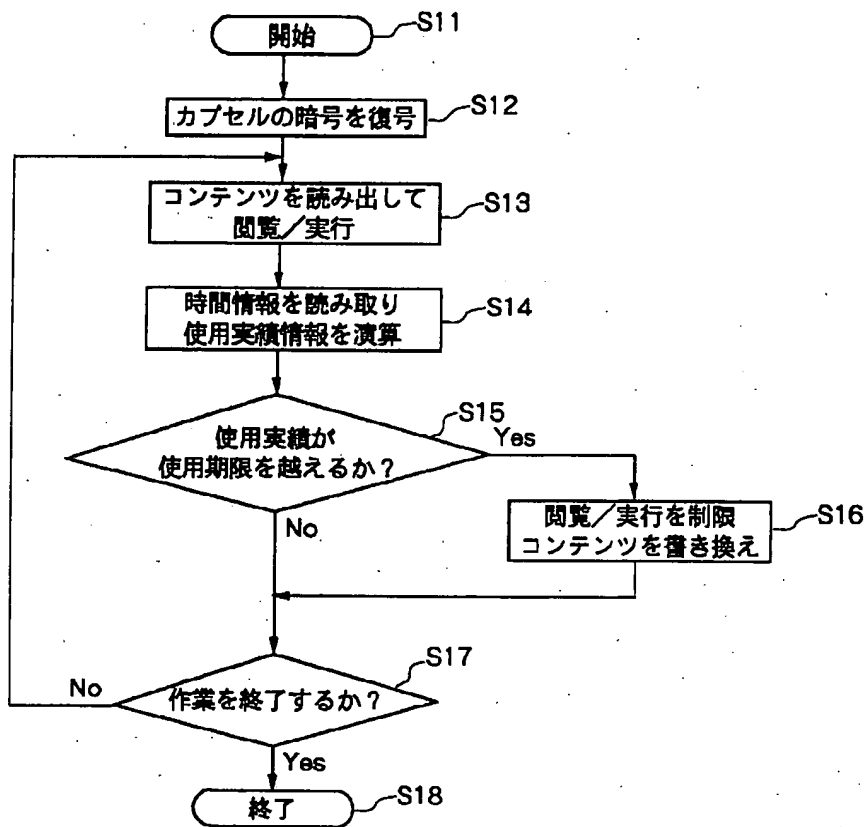 開始
S11
カプセルの暗号を復号
S12
コンテンツを読み出して
閲覧／実行
S13
時間情報を読み取り
使用実績情報を演算
S14
使用実績が
使用期限を越えるか？
S15
Yes
No
閲覧／実行を制限
コンテンツを書き換え
S16
作業を終了するか？
S17
No
Yes
終了
S18